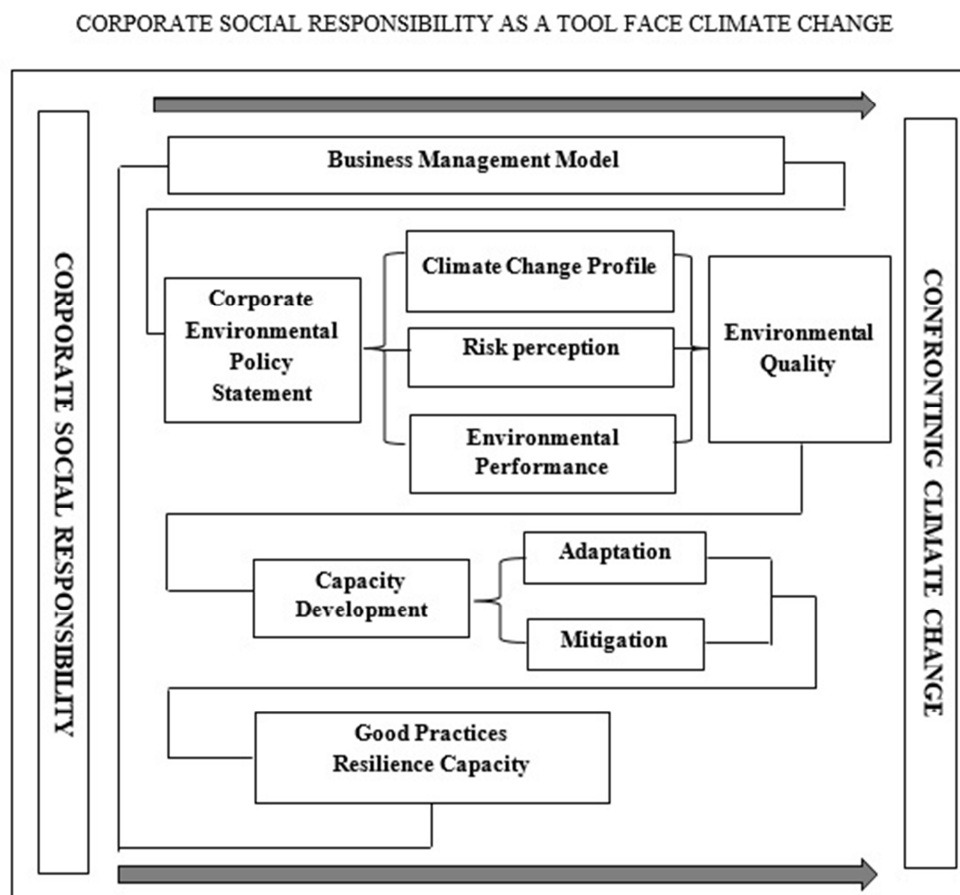 CORPORATE SOCIAL RESPONSIBILITY AS A TOOL FACE CLIMATE CHANGE
CORPORATE SOCIAL RESPONSIBILITY
Business Management Model
Corporate
Environmental
Policy
Statement
Climate Change Profile
Risk perception
Environmental
Performance
Environmental
Quality
Capacity
Development
Adaptation
Mitigation
Good Practices
Resilience Capacity
CONFRONTINIG CLIMATE CHANGE